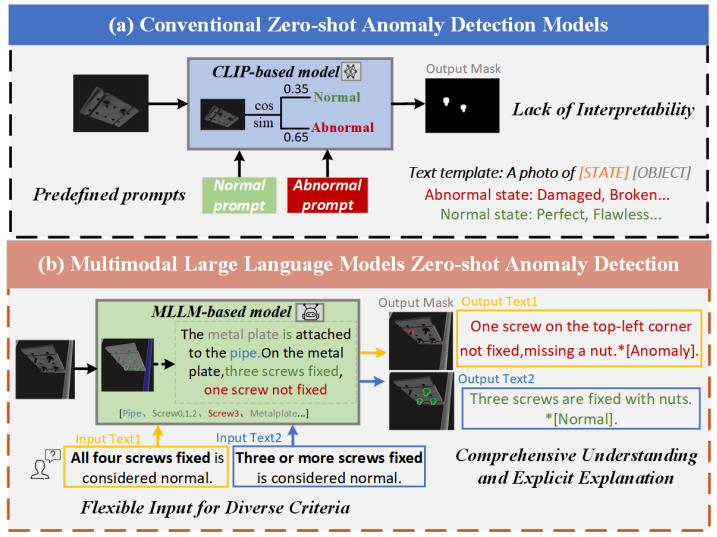 (a) Conventional Zero-shot Anomaly Detection Models
CLIP-based model
Output Mask
cos
sim
0.35
Normal
Abnormal
0.65
Lack of Interpretability
Predefined prompts
Normal
prompt
Abnormal
prompt
Text template: A photo of [STATE] [OBJECT]
Abnormal state: Damaged, Broken...
Normal state: Perfect, Flawless...
(b) Multimodal Large Language Models Zero-shot Anomaly Detection
MLLM-based model
The metal plate is attached
to the pipe.On the metal
plate,three screws fixed,
one screw not fixed
[Pipe、Screw0,1,2、Screw3、Metalplate...]
Output Mask
Output Text1
One screw on the top-left corner
not fixed,missing a nut.*[Anomaly].
Output Text2
Three screws are fixed with nuts.
*[Normal].
Input Text1
All four screws fixed is
considered normal.
Input Text2
Three or more screws fixed
is considered normal.
Flexible Input for Diverse Criteria
Comprehensive Understanding
and Explicit Explanation